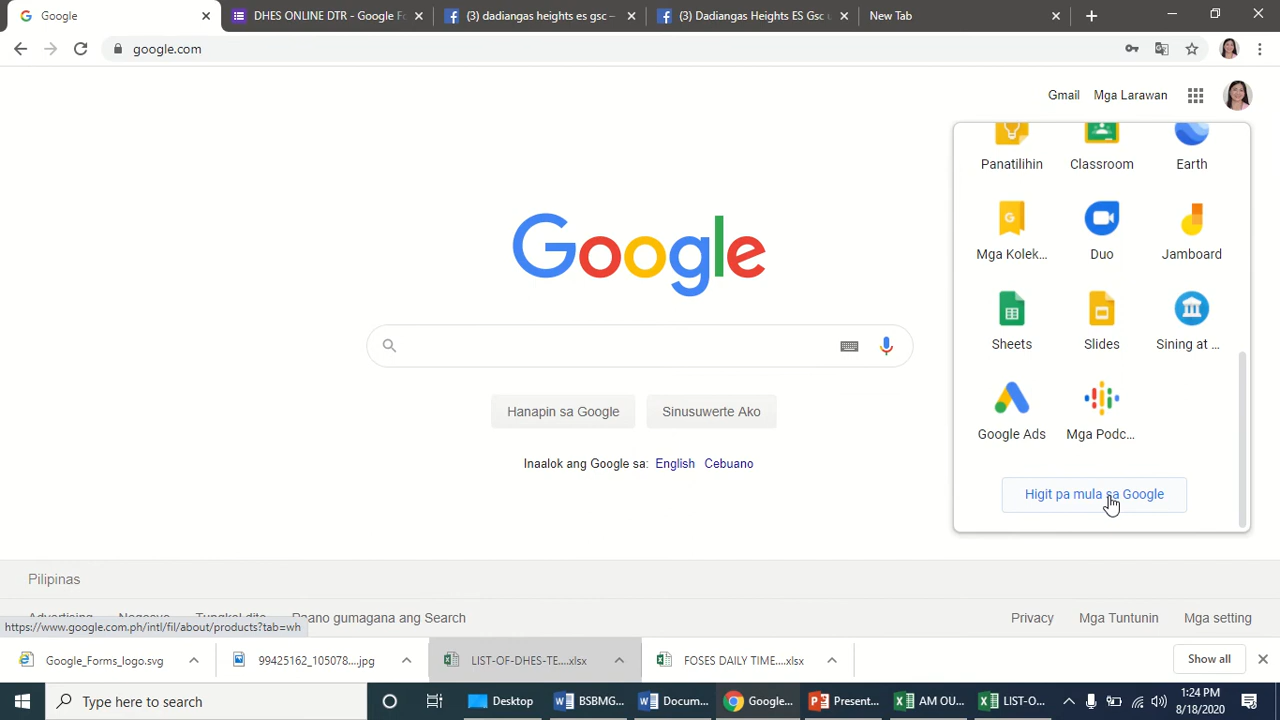 Google
DHES ONLINE DTR - Google Fo
(3) dadiangas heights es gsc –
(3) Dadiangas Heights ES Gsc u
New Tab
google.com
Gmail
Mga Larawan
Panatilihin
Classroom
Earth
Mga Kolek...
Duo
Jamboard
Sheets
Slides
Sining at ...
Google Ads
Mga Podc...
Higit pa mula sa Google
Google
Hanapin sa Google
Sinusuwerte Ako
Inaalok ang Google sa: English Cebuano
Pilipinas
Advertising
Negosyo
Tungkol dito
Paano gumagana ang Search
Privacy
Mga Tuntunin
Mga setting
https://www.google.com.ph/intl/fil/about/products?tab=wh
Google_Forms_logo.svg
99425162_105078....jpg
LIST-OF-DHES-TE....xlsx
FOSES DAILY TIME....xlsx
Show all
Type here to search
Desktop
BSBMG...
Docum...
Google...
Present...
AM OU...
LIST-O...
1:24 PM
8/18/2020